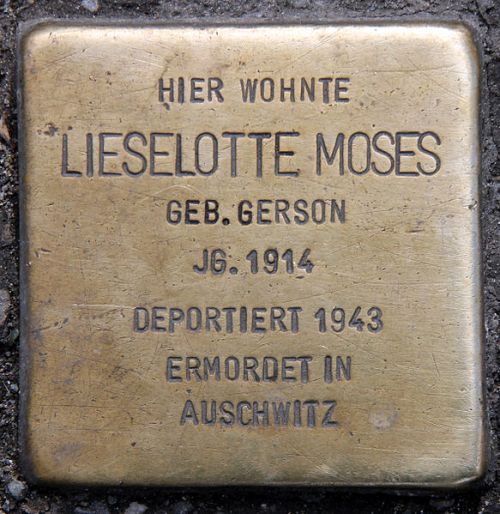 HIER WOHNTE
LIESELOTTE MOSES
GEB. GERSON
JG. 1914
DEPORTIERT 1943
ERMORDET IN
AUSCHWITZ